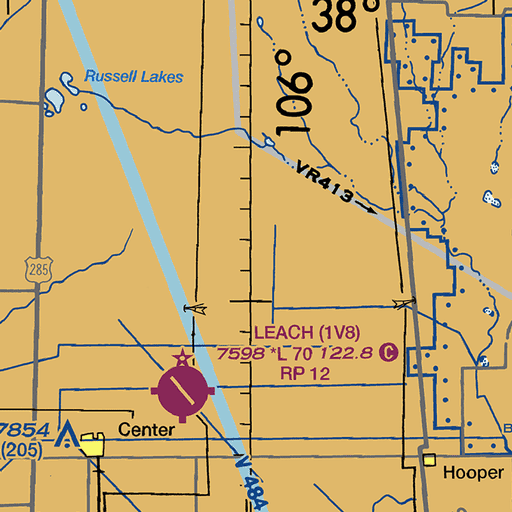 38°
106°
Russell Lakes
VR413
285
LEACH (1V8)
7598 *L 70 122.8 C
RP 12
7854
(205)
Center
V 484
Hooper